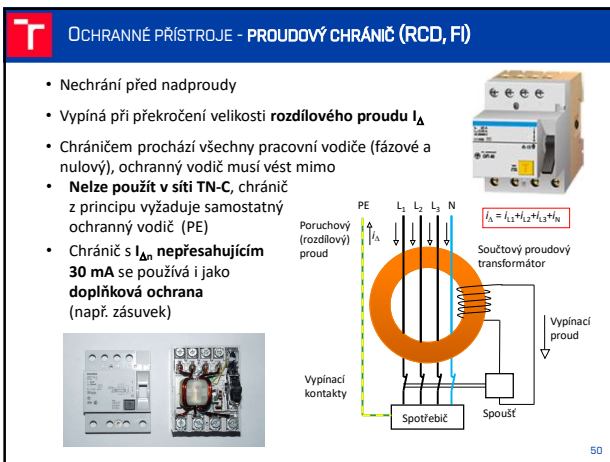 OCHRANNÉ PŘÍSTROJE - PROUDOVÝ CHRÁNIČ (RCD, FI)
• Nechrání před nadproudy
• Vypíná při překročení velikosti rozdílového proudu IΔ
• Chráničem prochází všechny pracovní vodiče (fázové a
nulový), ochranný vodič musí vést mimo
• Nelze použít v síti TN-C, chránič
z principu vyžaduje samostatný
ochranný vodič (PE)
• Chránič s IΔn nepřesahujícím
30 mA se používá i jako
doplňková ochrana
(např. zásuvek)
PE L1 L2 L3 N
iΔ = iL1+iL2+iL3+iN
Poruchový
(rozdílový)
proud
iΔ
Součtový proudový
transformátor
Vypínací
proud
Vypínací
kontakty
Spotřebič
Spoušť
50